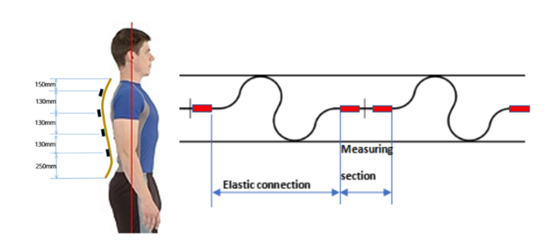 150mm
130mm
130mm
130mm
250mm
Elastic connection
Measuring
section